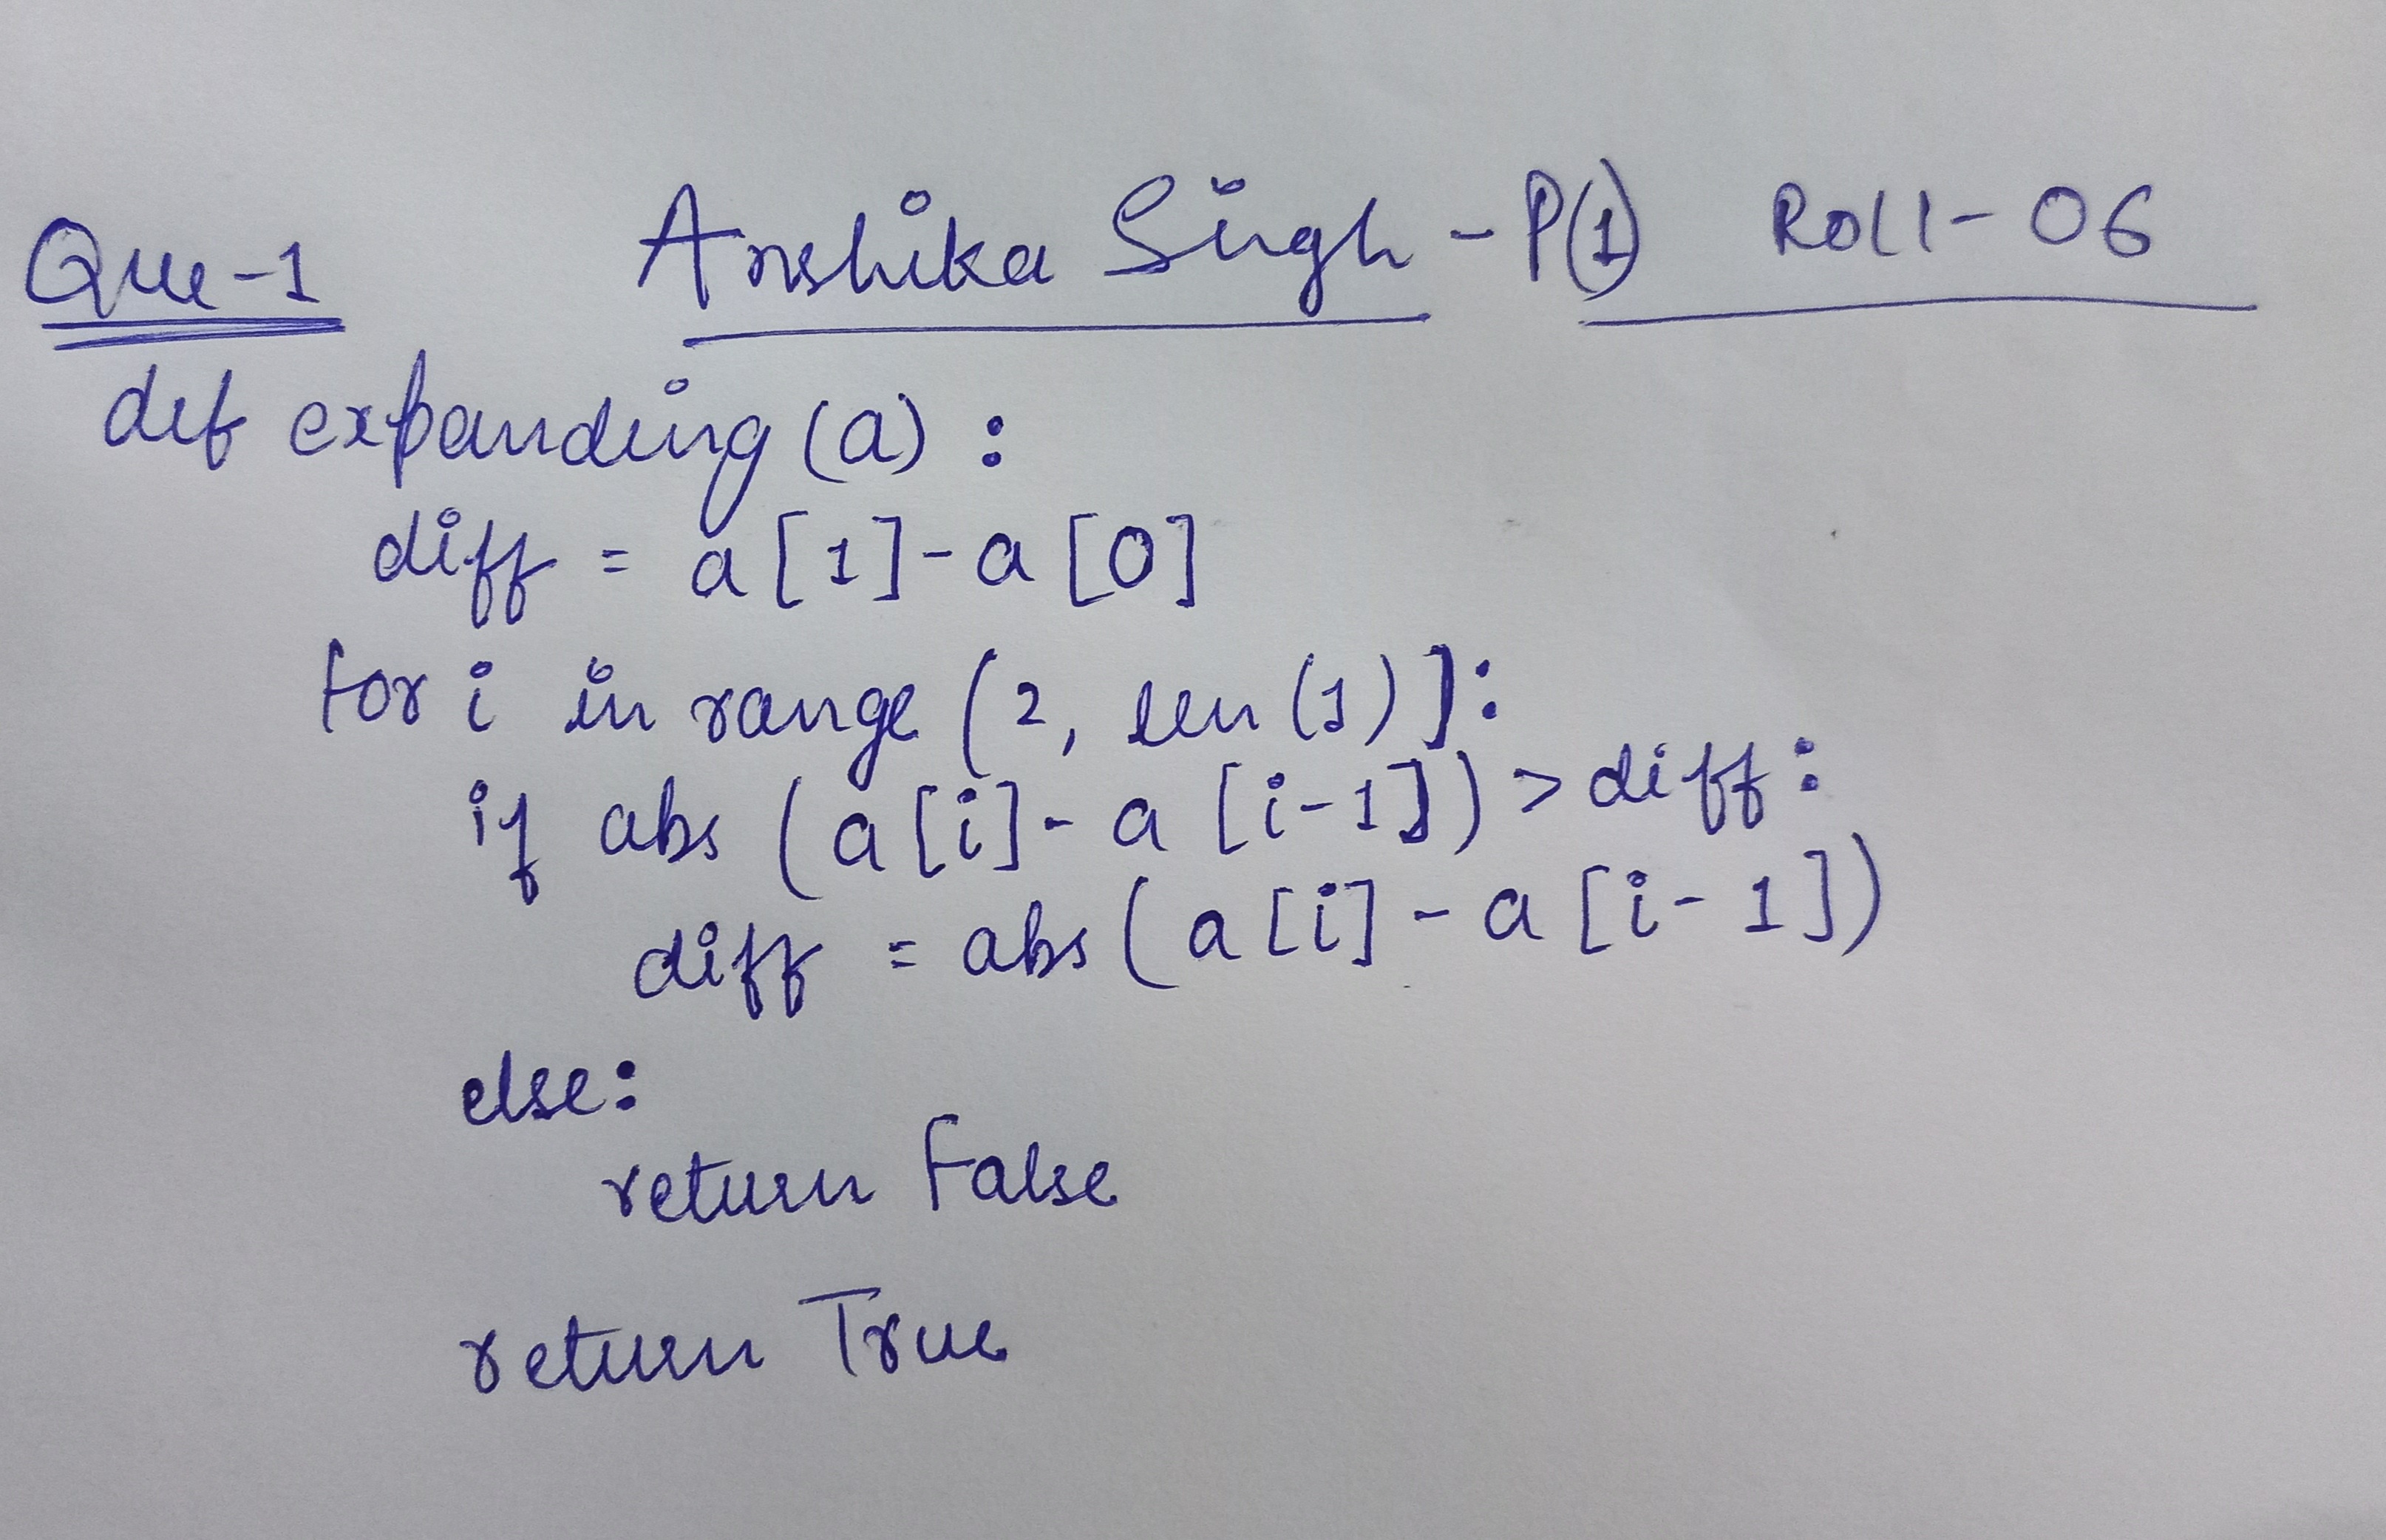 Que-1 Anshika Singh - P(1) Roll-06
def expanding(a):
diff = a[1]-a[0]
for i in range (2, len(1)]:
if abs (a[i]-a [i-1])>diff:
diff = abs(a[i]-a[i-1])
else:
return False
return True